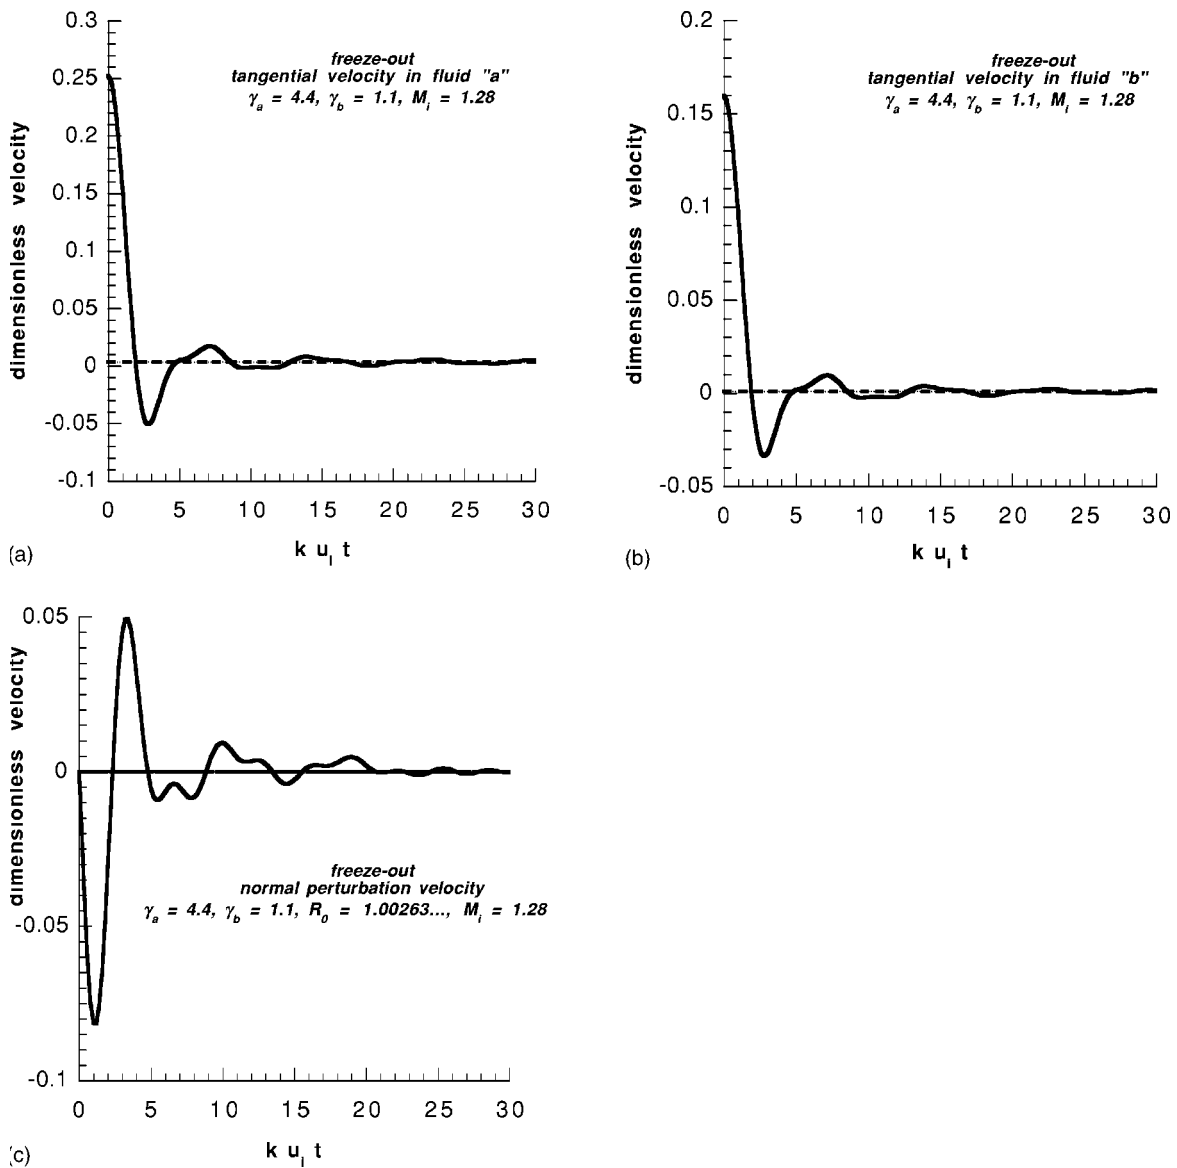 freeze-out
tangential velocity in fluid "a"
γa = 4.4, γb = 1.1, Mi = 1.28
dimensionless velocity
0.3
0.25
0.2
0.15
0.1
0.05
0
-0.05
-0.1
0 5 10 15 20 25 30
k ui t
(a)
freeze-out
tangential velocity in fluid "b"
γa = 4.4, γb = 1.1, Mi = 1.28
dimensionless velocity
0.2
0.15
0.1
0.05
0
-0.05
0 5 10 15 20 25 30
k ui t
(b)
dimensionless velocity
0.05
0
-0.05
-0.1
freeze-out
normal perturbation velocity
γa = 4.4, γb = 1.1, R0 = 1.00263..., Mi = 1.28
0 5 10 15 20 25 30
k ui t
(c)